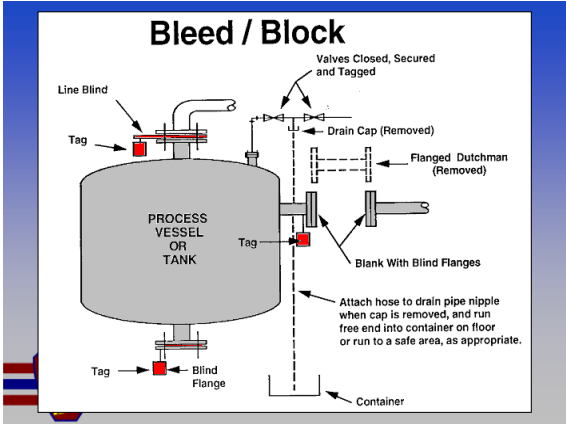 Bleed / Block
Valves Closed, Secured
and Tagged
Line Blind
Drain Cap (Removed)
Tag
Flanged Dutchman
(Removed)
PROCESS
VESSEL
OR
TANK
Tag
Blank With Blind Flanges
Attach hose to drain pipe nipple
when cap is removed, and run
free end into container on floor
or run to a safe area, as appropriate.
Tag
Blind
Flange
Container